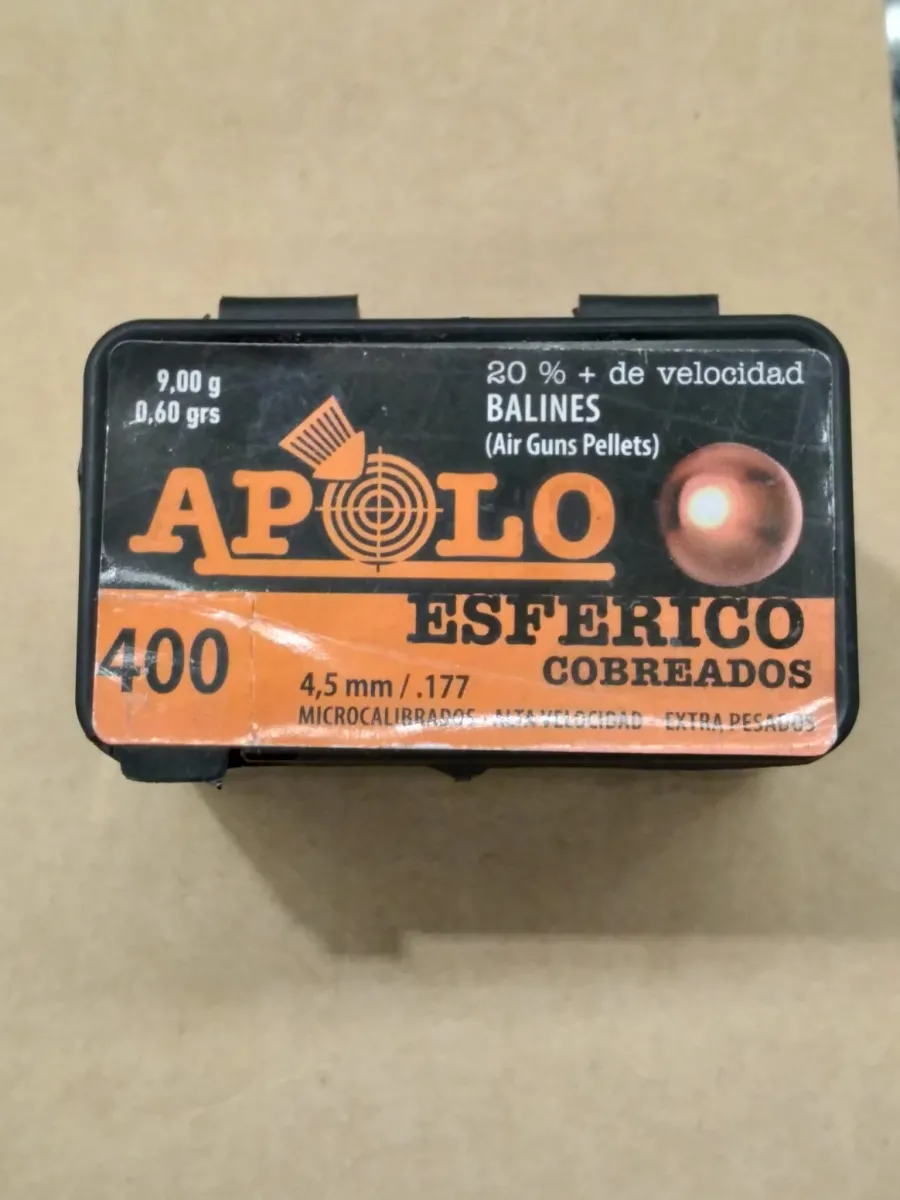 9,00 g
0,60 grs
20 % + de velocidad
BALINES
(Air Guns Pellets)
APOLO
ESFERICO
COBREADOS
400
4,5 mm / .177
MICROCALIBRADOS ALTA VELOCIDAD EXTRA PESADOS